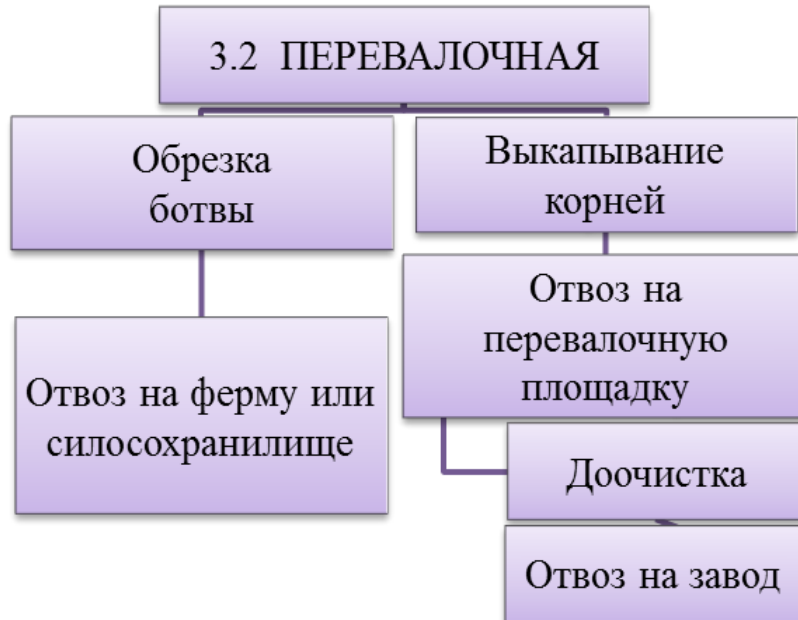 3.2 ПЕРЕВАЛОЧНАЯ
Обрезка
ботвы
Отвоз на ферму или
силосохранилище
Выкапывание
корней
Отвоз на
перевалочную
площадку
Доочистка
Отвоз на завод